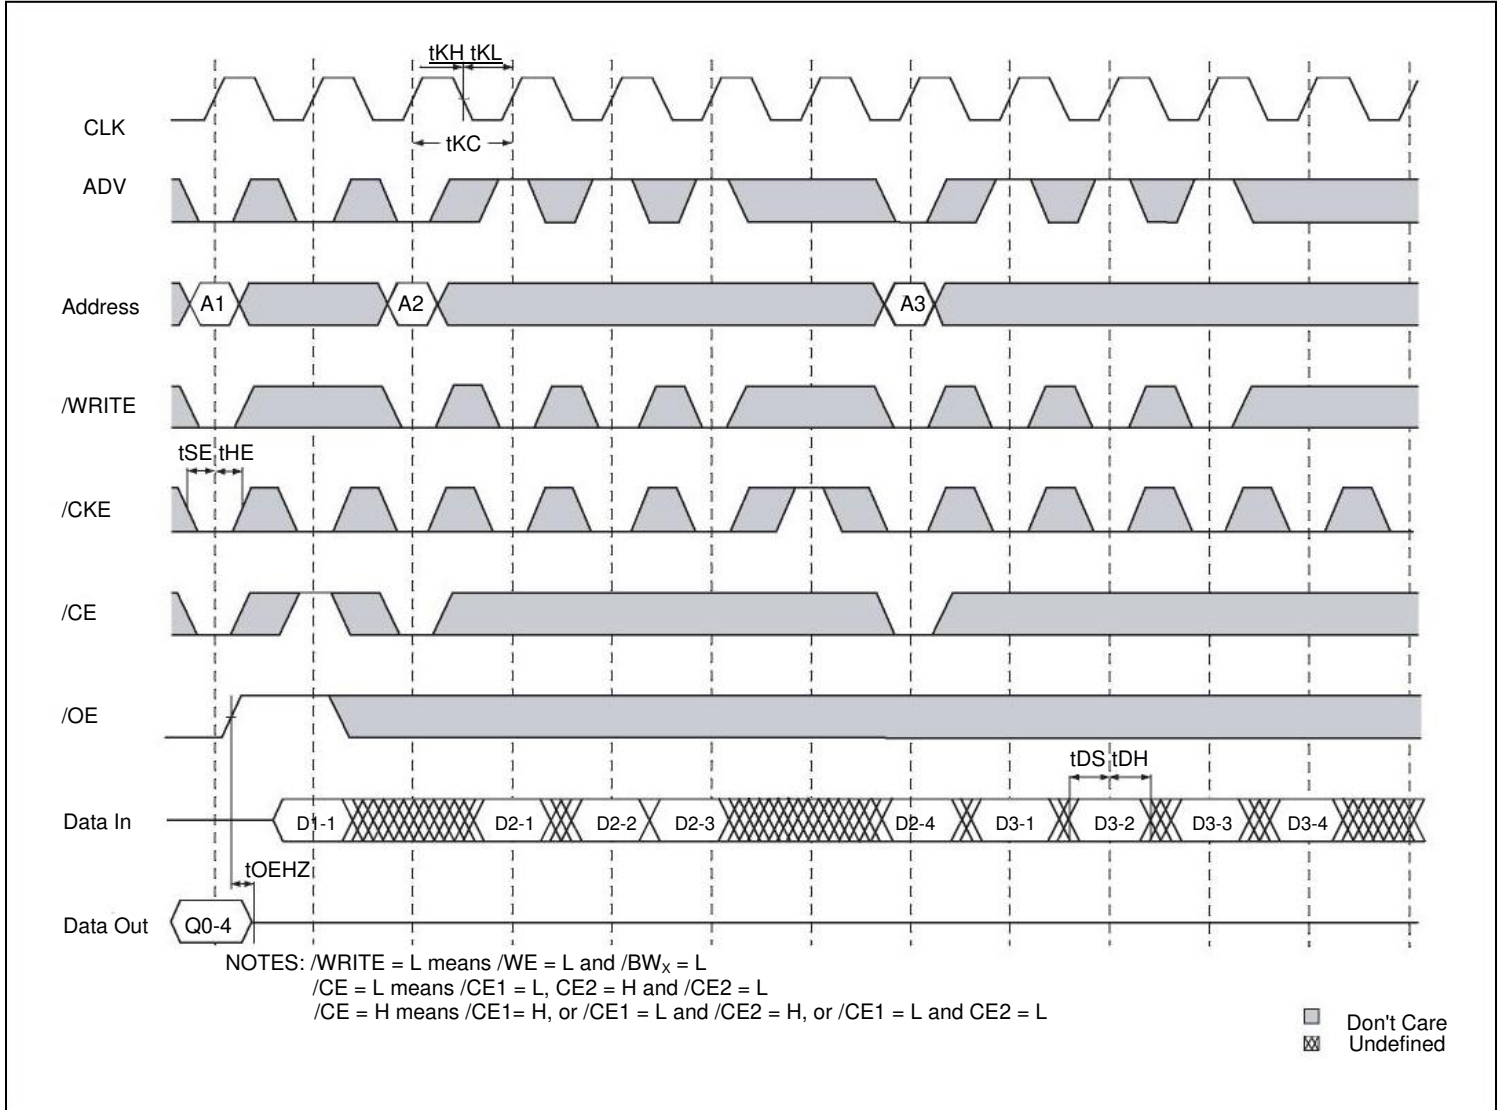 tKH tKL
CLK
tKC
ADV
Address
A1
A2
A3
/WRITE
tSE tHE
/CKE
/CE
/OE
tDS tDH
Data In
D1-1
D2-1
D2-2
D2-3
D2-4
D3-1
D3-2
D3-3
D3-4
tOEHZ
Data Out
Q0-4
NOTES: /WRITE = L means /WE = L and /BWX = L
/CE = L means /CE1 = L, CE2 = H and /CE2 = L
/CE = H means /CE1= H, or /CE1 = L and /CE2 = H, or /CE1 = L and CE2 = L
Don't Care
Undefined